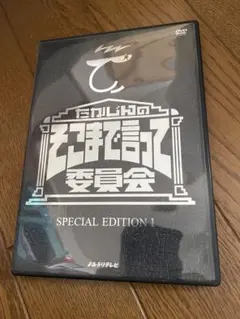 DVD
たかじんの
そこまで言って
委員会
SPECIAL EDITION 1
よみうりテレビ